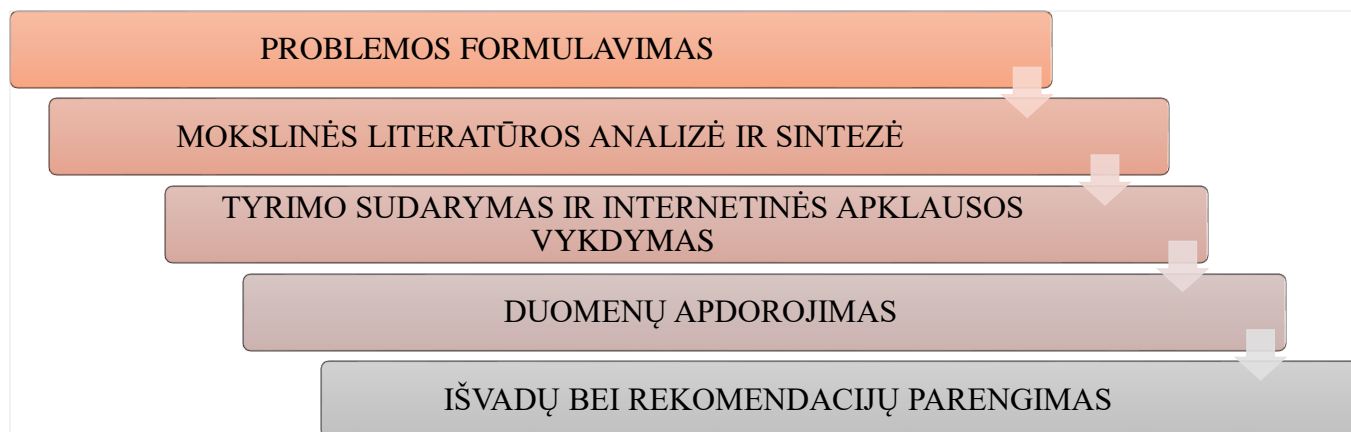 PROBLEMOS FORMULAVIMAS
MOKSLINĖS LITERATŪROS ANALIZĖ IR SINTEZĖ
TYRIMO SUDARYMAS IR INTERNETINĖS APKLAUSOS
VYKDYMAS
DUOMENŲ APDOROJIMAS
IŠVADŲ BEI REKOMENDACIJŲ PARENGIMAS